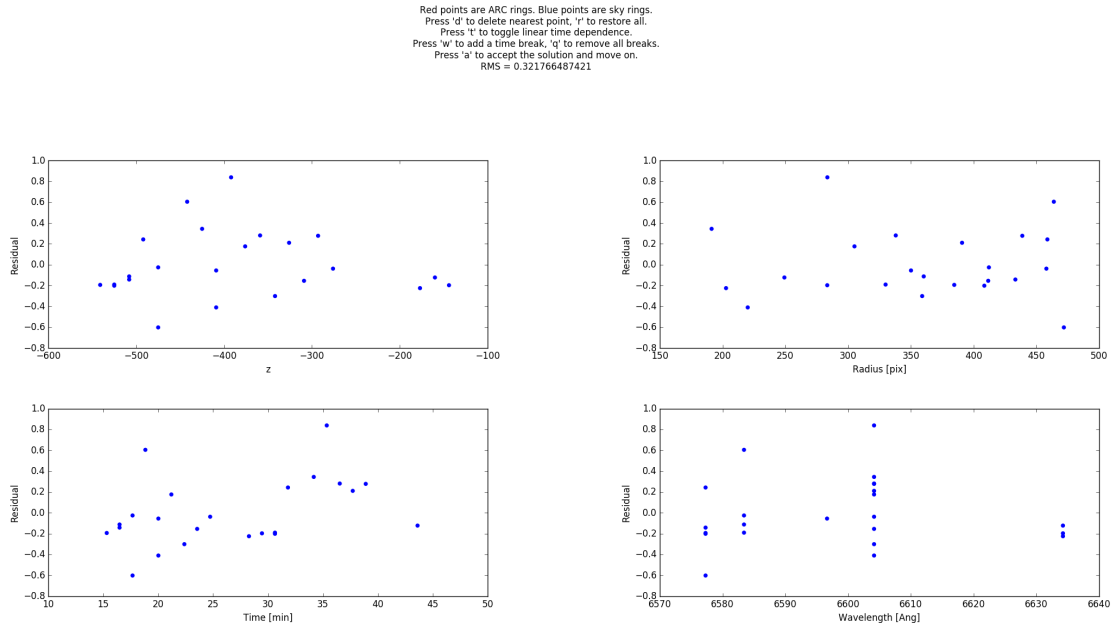 Red points are ARC rings. Blue points are sky rings.
Press 'd' to delete nearest point, 'r' to restore all.
Press 't' to toggle linear time dependence.
Press 'w' to add a time break, 'q' to remove all breaks.
Press 'a' to accept the solution and move on.
RMS = 0.321766487421
1.0
0.8
0.6
0.4
0.2
0.0
−0.2
−0.4
−0.6
−0.8
Residual
−600 −500 −400 −300 −200 −100
z
1.0
0.8
0.6
0.4
0.2
0.0
−0.2
−0.4
−0.6
−0.8
Residual
150 200 250 300 350 400 450 500
Radius [pix]
1.0
0.8
0.6
0.4
0.2
0.0
−0.2
−0.4
−0.6
−0.8
Residual
10 15 20 25 30 35 40 45 50
Time [min]
1.0
0.8
0.6
0.4
0.2
0.0
−0.2
−0.4
−0.6
−0.8
Residual
6570 6580 6590 6600 6610 6620 6630 6640
Wavelength [Ang]